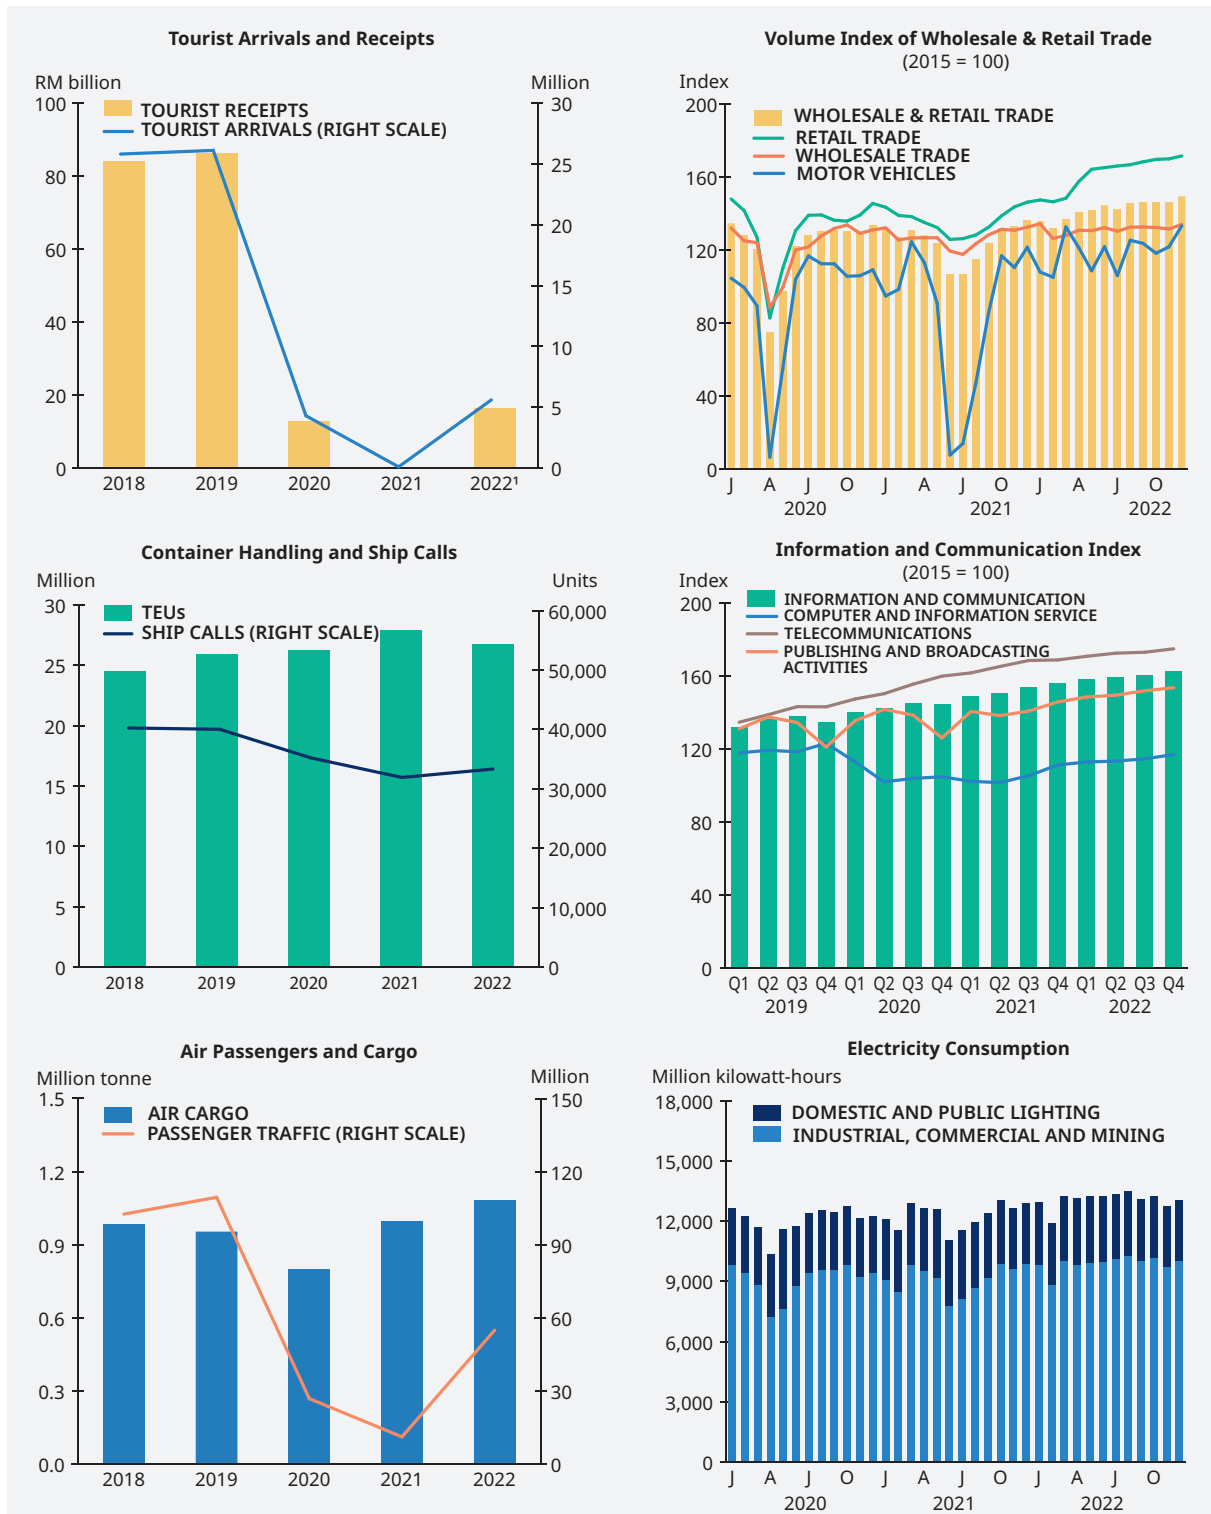 Tourist Arrivals and Receipts
RM billion
Million
100
80
60
40
20
0
30
25
20
15
10
5
0
TOURIST RECEIPTS
TOURIST ARRIVALS (RIGHT SCALE)
2018 2019 2020 2021 2022¹
Volume Index of Wholesale & Retail Trade
(2015 = 100)
Index
200
160
120
80
40
0
WHOLESALE & RETAIL TRADE
RETAIL TRADE
WHOLESALE TRADE
MOTOR VEHICLES
J A J O J A J O J A J O
2020 2021 2022
Container Handling and Ship Calls
Million
Units
30
25
20
15
10
5
0
60,000
50,000
40,000
30,000
20,000
10,000
0
TEUs
SHIP CALLS (RIGHT SCALE)
2018 2019 2020 2021 2022
Information and Communication Index
(2015 = 100)
Index
200
160
120
80
40
0
INFORMATION AND COMMUNICATION
COMPUTER AND INFORMATION SERVICE
TELECOMMUNICATIONS
PUBLISHING AND BROADCASTING
ACTIVITIES
Q1 Q2 Q3 Q4 Q1 Q2 Q3 Q4 Q1 Q2 Q3 Q4 Q1 Q2 Q3 Q4
2019 2020 2021 2022
Air Passengers and Cargo
Million tonne
Million
1.5
1.2
0.9
0.6
0.3
0.0
150
120
90
60
30
0
AIR CARGO
PASSENGER TRAFFIC (RIGHT SCALE)
2018 2019 2020 2021 2022
Electricity Consumption
Million kilowatt-hours
18,000
15,000
12,000
9,000
6,000
3,000
0
DOMESTIC AND PUBLIC LIGHTING
INDUSTRIAL, COMMERCIAL AND MINING
J A J O J A J O J A J O
2020 2021 2022